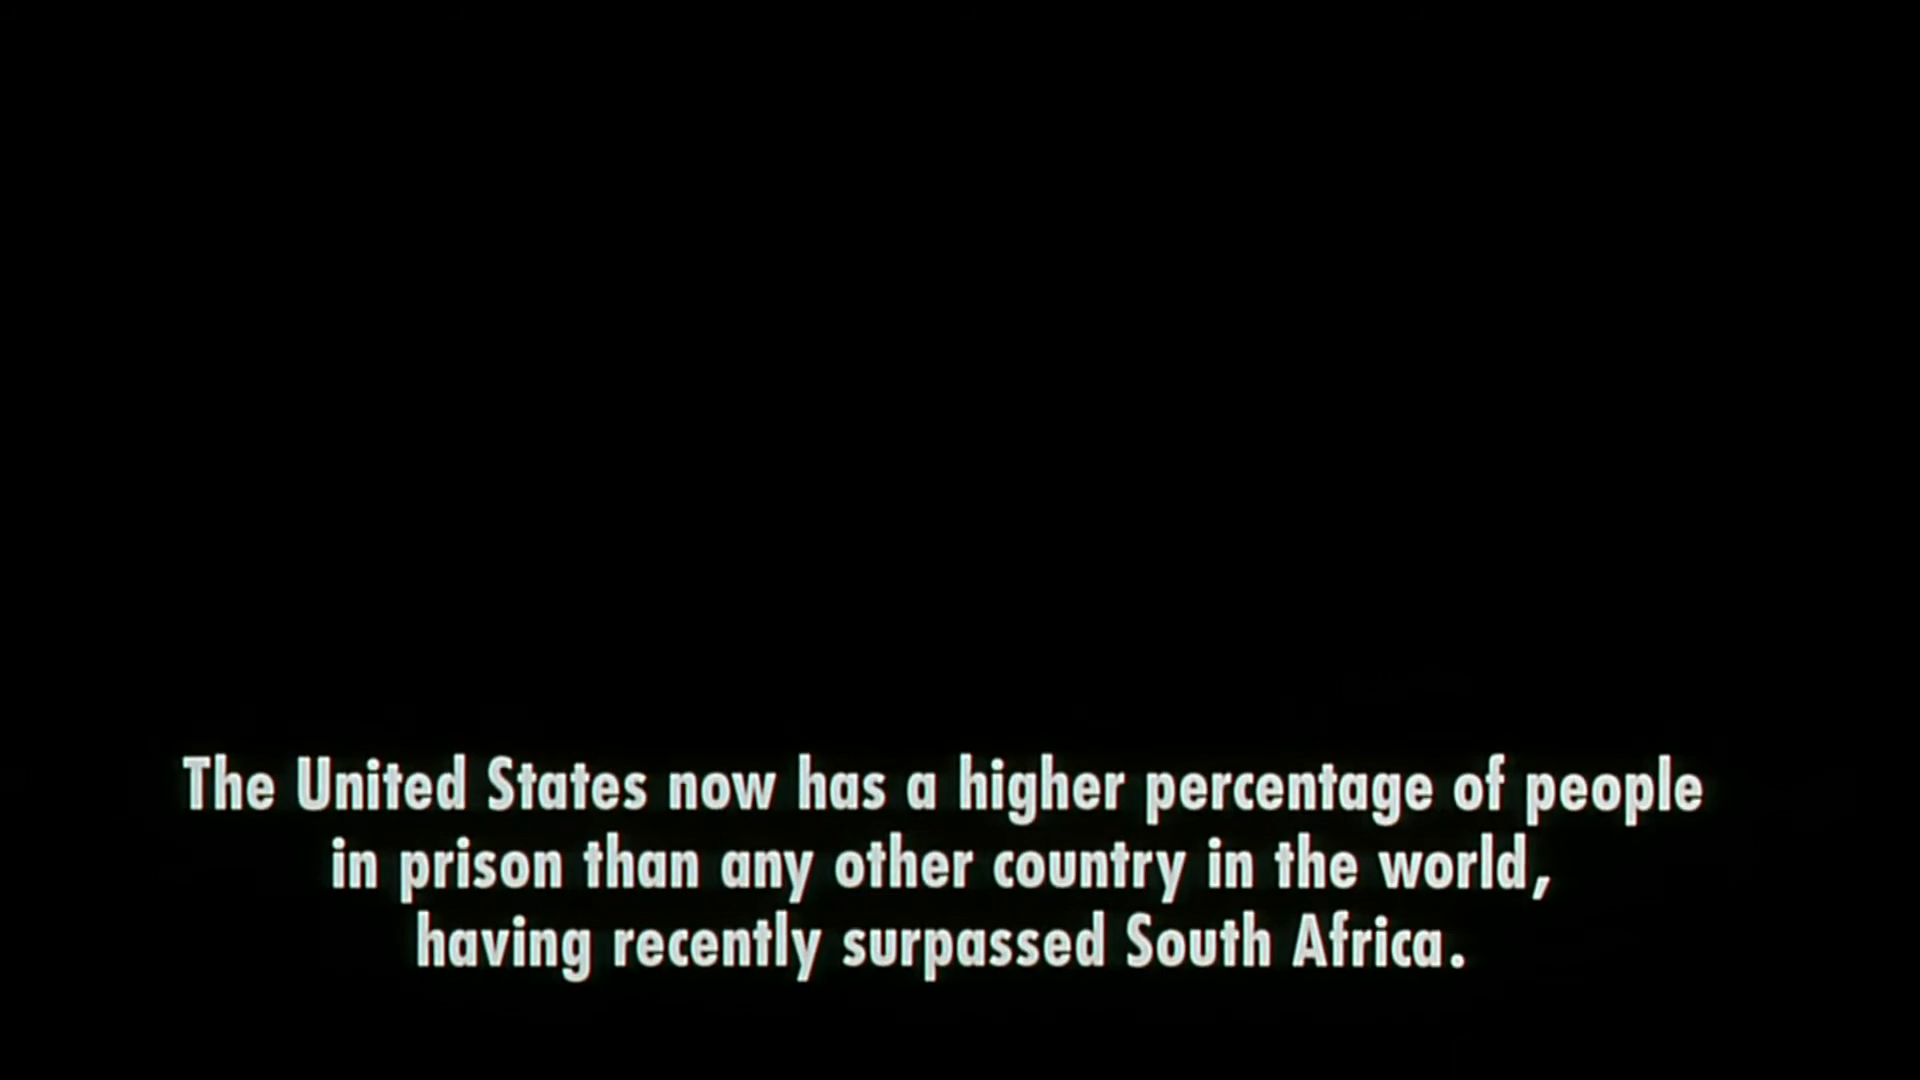 The United States now has a higher percentage of people
in prison than any other country in the world,
having recently surpassed South Africa.